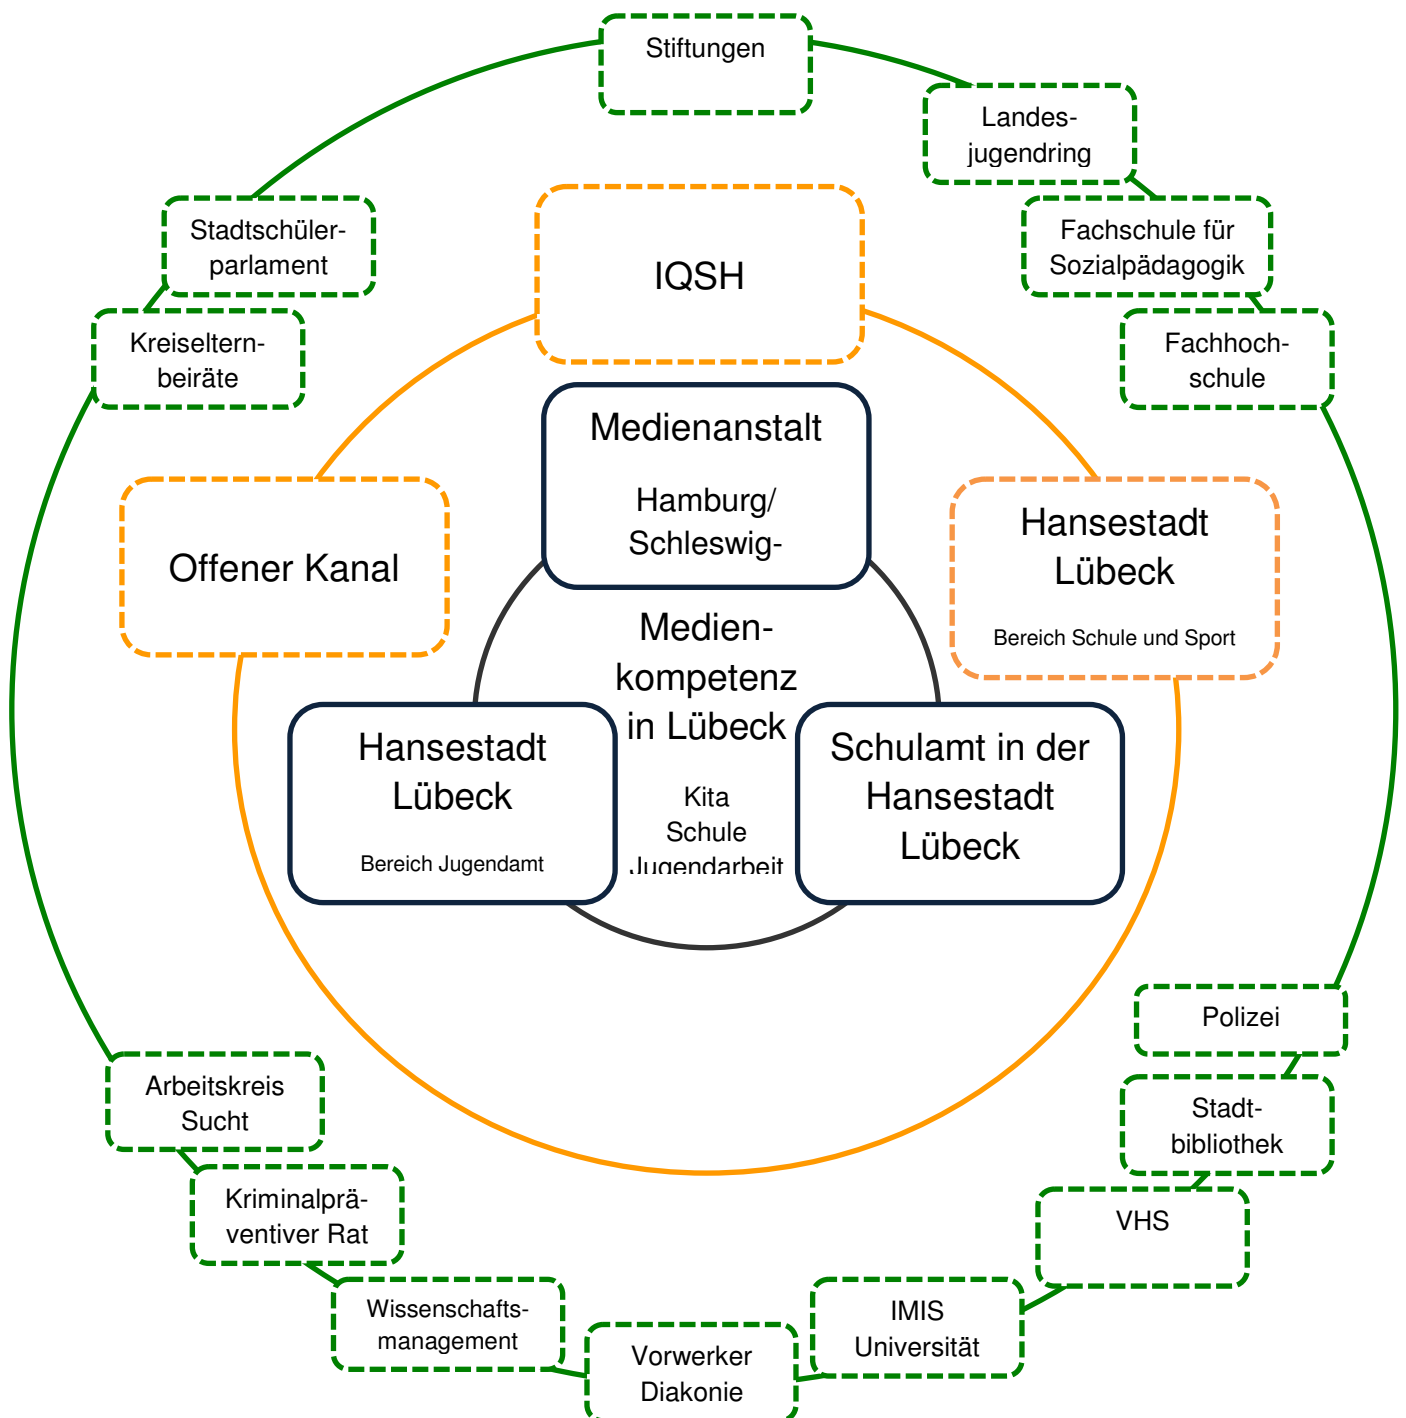 Stiftungen
Landes-
jugendring
Stadtschüler-
parlament
Fachschule für
Sozialpädagogik
IQSH
Kreiseltern-
beiräte
Fachhoch-
schule
Medienanstalt
Hamburg/
Schleswig-
Offener Kanal
Hansestadt
Lübeck
Bereich Schule und Sport
Medien-
kompetenz
in Lübeck
Kita
Schule
Jugendarbeit
Hansestadt
Lübeck
Bereich Jugendamt
Schulamt in der
Hansestadt
Lübeck
Polizei
Arbeitskreis
Sucht
Stadt-
bibliothek
Kriminalprä-
ventiver Rat
VHS
Wissenschafts-
management
IMIS
Universität
Vorwerker
Diakonie